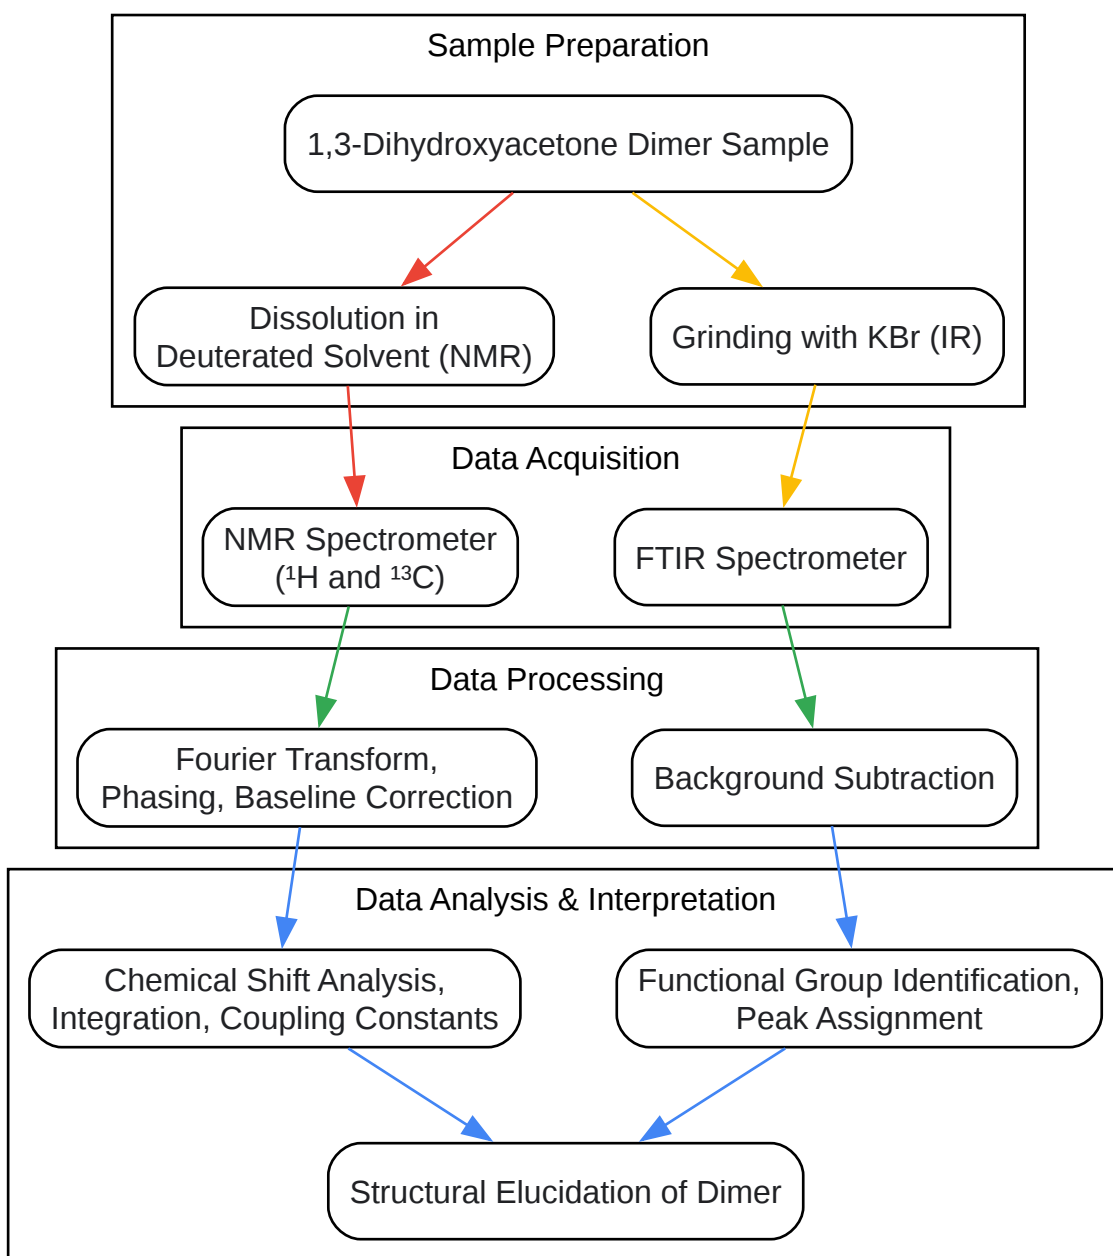 Sample Preparation
1,3-Dihydroxyacetone Dimer Sample
Dissolution in
Deuterated Solvent (NMR)
Grinding with KBr (IR)
Data Acquisition
NMR Spectrometer
(¹H and ¹³C)
FTIR Spectrometer
Data Processing
Fourier Transform,
Phasing, Baseline Correction
Background Subtraction
Data Analysis & Interpretation
Chemical Shift Analysis,
Integration, Coupling Constants
Functional Group Identification,
Peak Assignment
Structural Elucidation of Dimer